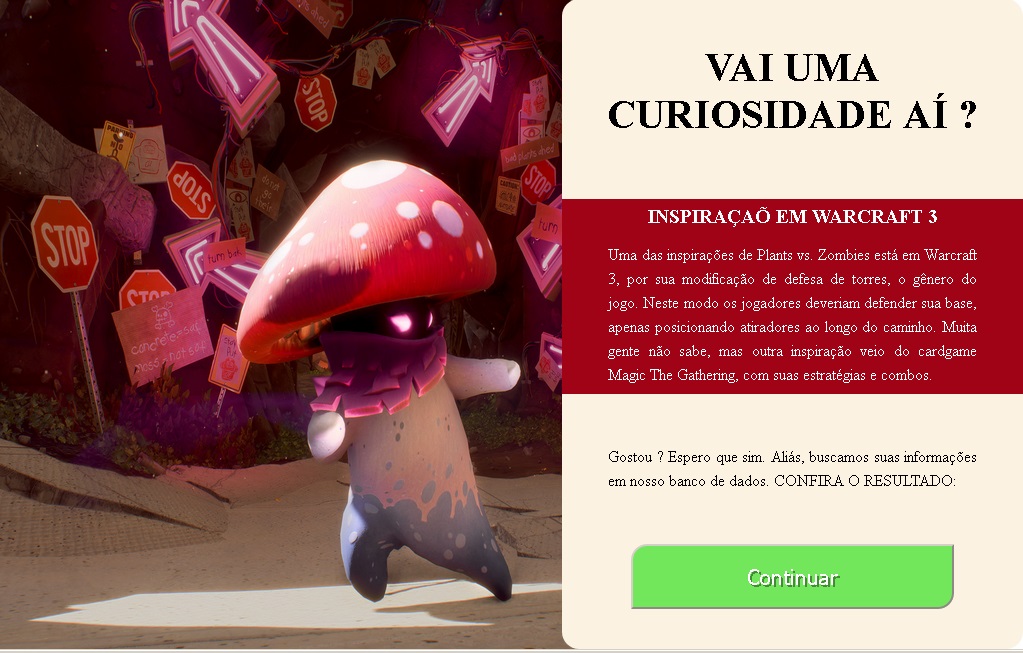 STOP
STOP
STOP
STOP
STOP
turn back
turn
VAI UMA
CURIOSIDADE AÍ ?
INSPIRAÇAÕ EM WARCRAFT 3
Uma das inspirações de Plants vs. Zombies está em Warcraft
3, por sua modificação de defesa de torres, o gênero do
jogo. Neste modo os jogadores deveriam defender sua base,
apenas posicionando atiradores ao longo do caminho. Muita
gente não sabe, mas outra inspiração veio do cardgame
Magic The Gathering, com suas estratégias e combos.
Gostou ? Espero que sim. Aliás, buscamos suas informações
em nosso banco de dados. CONFIRA O RESULTADO:
Continuar